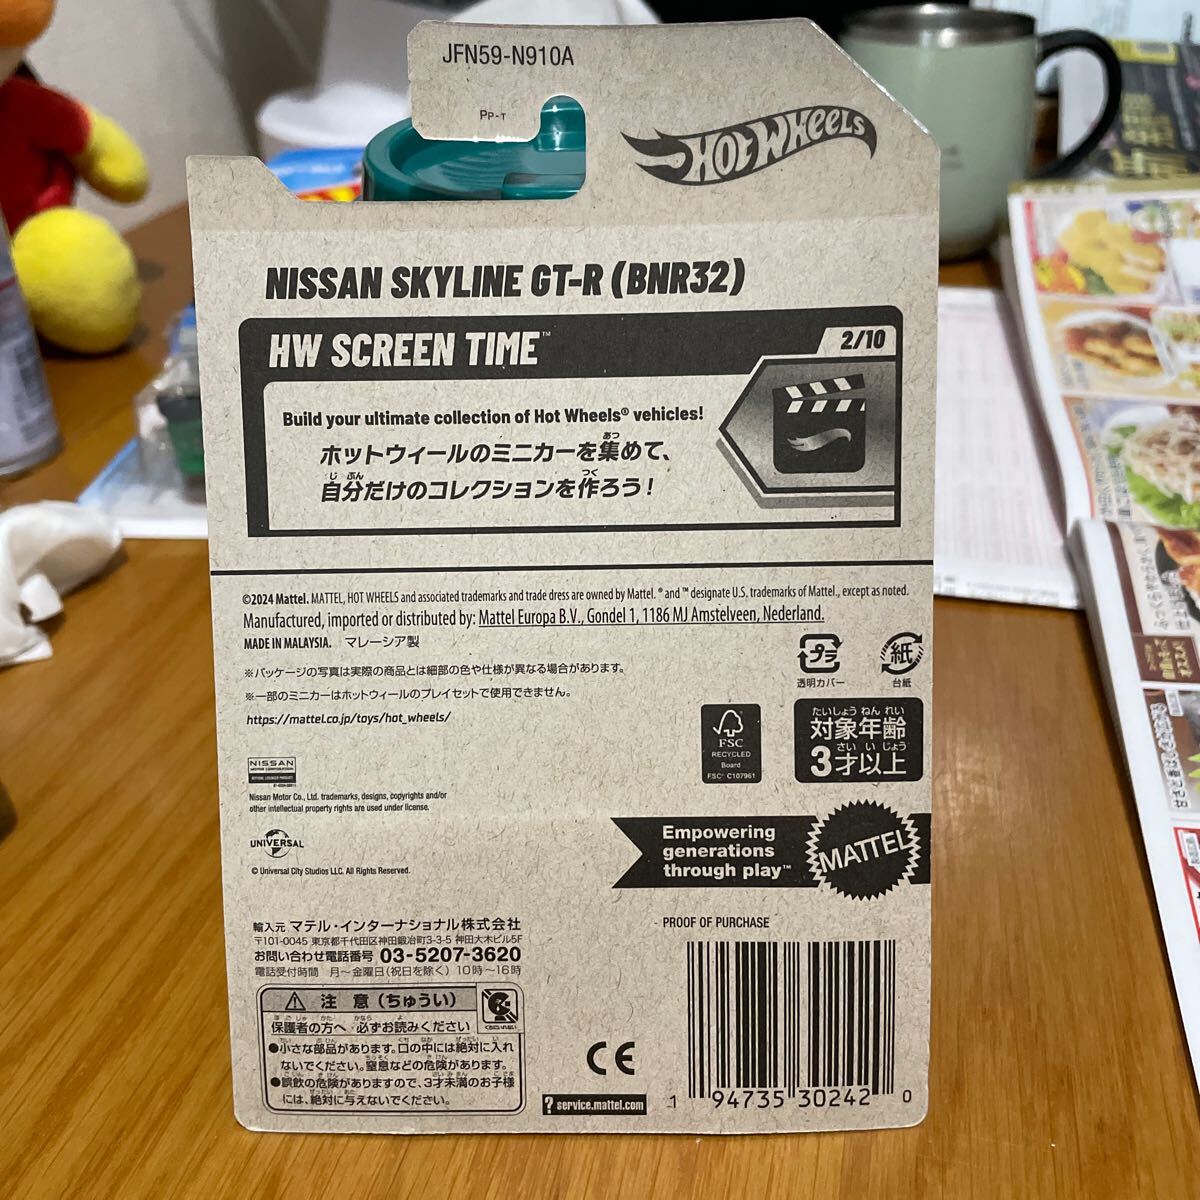 JFN59-N910A
PP-T
HOT WHEELS
NISSAN SKYLINE GT-R (BNR32)
HW SCREEN TIME™
2/10
Build your ultimate collection of Hot Wheels® vehicles!
ホットウィールのミニカーを集めて、
自分だけのコレクションを作ろう!
©2024 Mattel. MATTEL, HOT WHEELS and associated trademarks and trade dress are owned by Mattel. ® and ™ designate U.S. trademarks of Mattel., except as noted.
Manufactured, imported or distributed by: Mattel Europa B.V., Gondel 1, 1186 MJ Amstelveen, Nederland.
MADE IN MALAYSIA. マレーシア製
※パッケージの写真は実際の商品とは細部の色や仕様が異なる場合があります。
※一部のミニカーはホットウィールのプレイセットで使用できません。
https://mattel.co.jp/toys/hot_wheels/
プラ
透明カバー
紙
台紙
FSC
RECYCLED
Board
FSC® C107961
たいしょう ねん れい
対象年齢
さい い じょう
3才以上
NISSAN
Nissan Motor Co., Ltd. trademarks, designs, copyrights and/or
other intellectual property rights are used under license.
UNIVERSAL
© Universal City Studios LLC. All Rights Reserved.
Empowering
generations
through play™
MATTEL
輸入元 マテル・インターナショナル株式会社
〒101-0045 東京都千代田区神田鍛冶町3-3-5 神田大木ビル5F
お問い合わせ電話番号 03-5207-3620
電話受付時間 月~金曜日(祝日を除く) 10時~16時
注 意 (ちゅうい)
保護者の方へ 必ずお読みください
●小さな部品があります。口の中には絶対に入れ
ないでください。窒息などの危険があります。
●誤飲の危険がありますので、3才未満のお子様
には、絶対に与えないでください。
PROOF OF PURCHASE
CE
? service.mattel.com
1 94735 30242 0